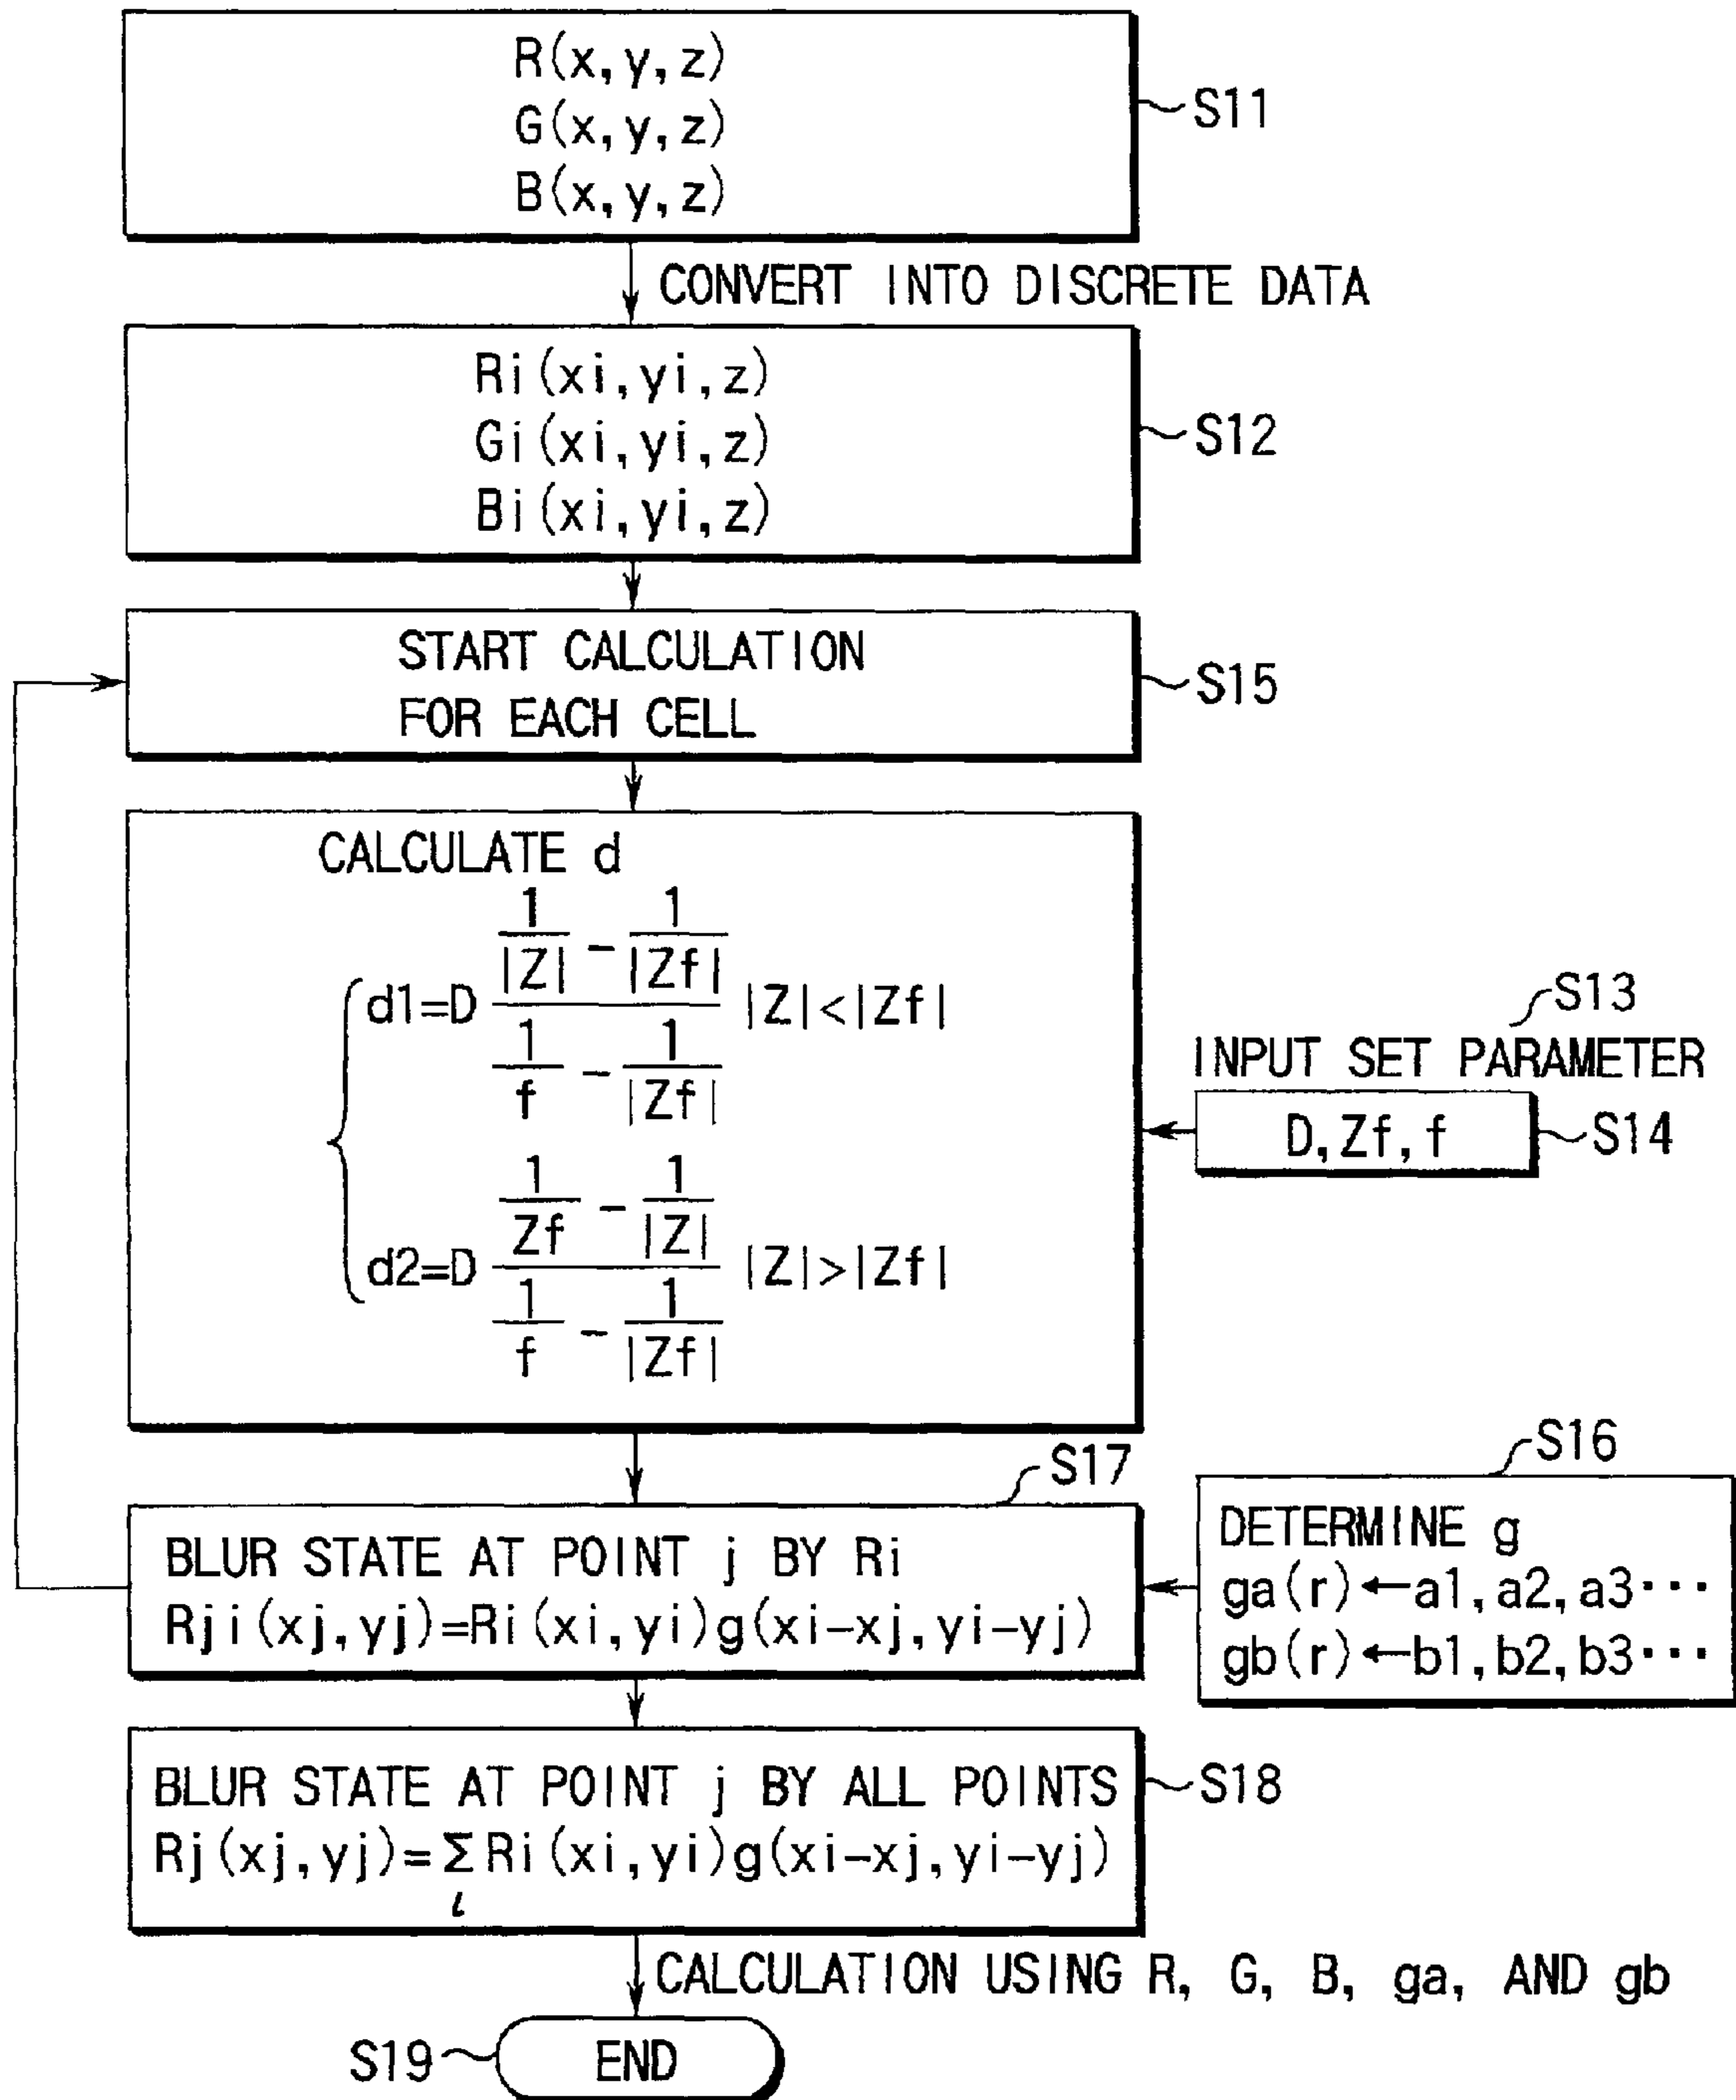 R(x,y,z)
G(x,y,z)
B(x,y,z)
S11
CONVERT INTO DISCRETE DATA
Ri(xi,yi,z)
Gi(xi,yi,z)
Bi(xi,yi,z)
S12
START CALCULATION
FOR EACH CELL
S15
CALCULATE d
1 1
|Z| - |Zf|
d1=D |Z|<|Zf|
1 1
f - |Zf|
1 1
Zf - |Z|
d2=D |Z|>|Zf|
1 1
f - |Zf|
S13
INPUT SET PARAMETER
D,Zf,f
S14
S17
BLUR STATE AT POINT j BY Ri
Rji(xj,yj)=Ri(xi,yi)g(xi-xj,yi-yj)
S16
DETERMINE g
ga(r)←a1,a2,a3···
gb(r)←b1,b2,b3···
BLUR STATE AT POINT j BY ALL POINTS
Rj(xj,yj)=Σ Ri(xi,yi)g(xi-xj,yi-yj)
i
S18
CALCULATION USING R, G, B, ga, AND gb
S19
END